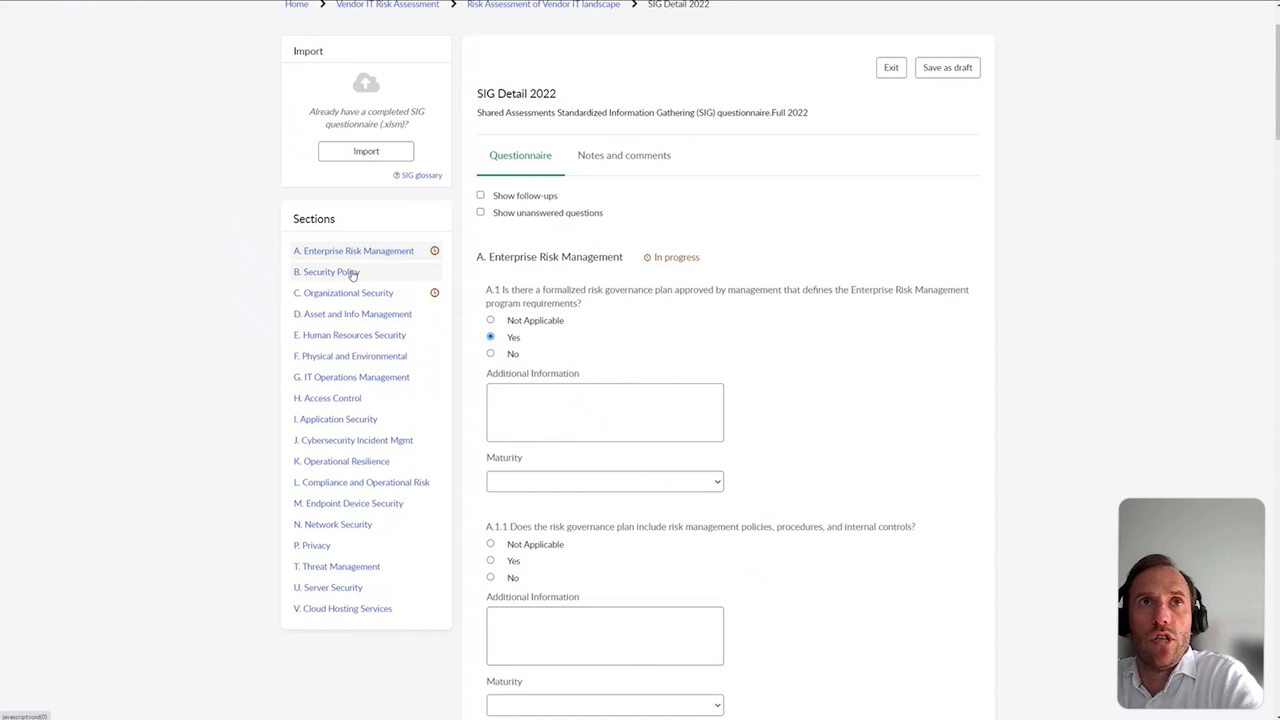 Home
Vendor IT Risk Assessment
Risk Assessment of Vendor IT landscape
SIG Detail 2022
Import
Already have a completed SIG
questionnaire (.xlsm)?
Import
SIG glossary
Sections
A. Enterprise Risk Management
B. Security Policy
C. Organizational Security
D. Asset and Info Management
E. Human Resources Security
F. Physical and Environmental
G. IT Operations Management
H. Access Control
I. Application Security
J. Cybersecurity Incident Mgmt
K. Operational Resilience
L. Compliance and Operational Risk
M. Endpoint Device Security
N. Network Security
P. Privacy
T. Threat Management
U. Server Security
V. Cloud Hosting Services
Exit
Save as draft
SIG Detail 2022
Shared Assessments Standardized Information Gathering (SIG) questionnaire.Full 2022
Questionnaire
Notes and comments
Show follow-ups
Show unanswered questions
A. Enterprise Risk Management
In progress
A.1 Is there a formalized risk governance plan approved by management that defines the Enterprise Risk Management
program requirements?
Not Applicable
Yes
No
Additional Information
Maturity
A.1.1 Does the risk governance plan include risk management policies, procedures, and internal controls?
Not Applicable
Yes
No
Additional Information
Maturity
javascript:void(0)